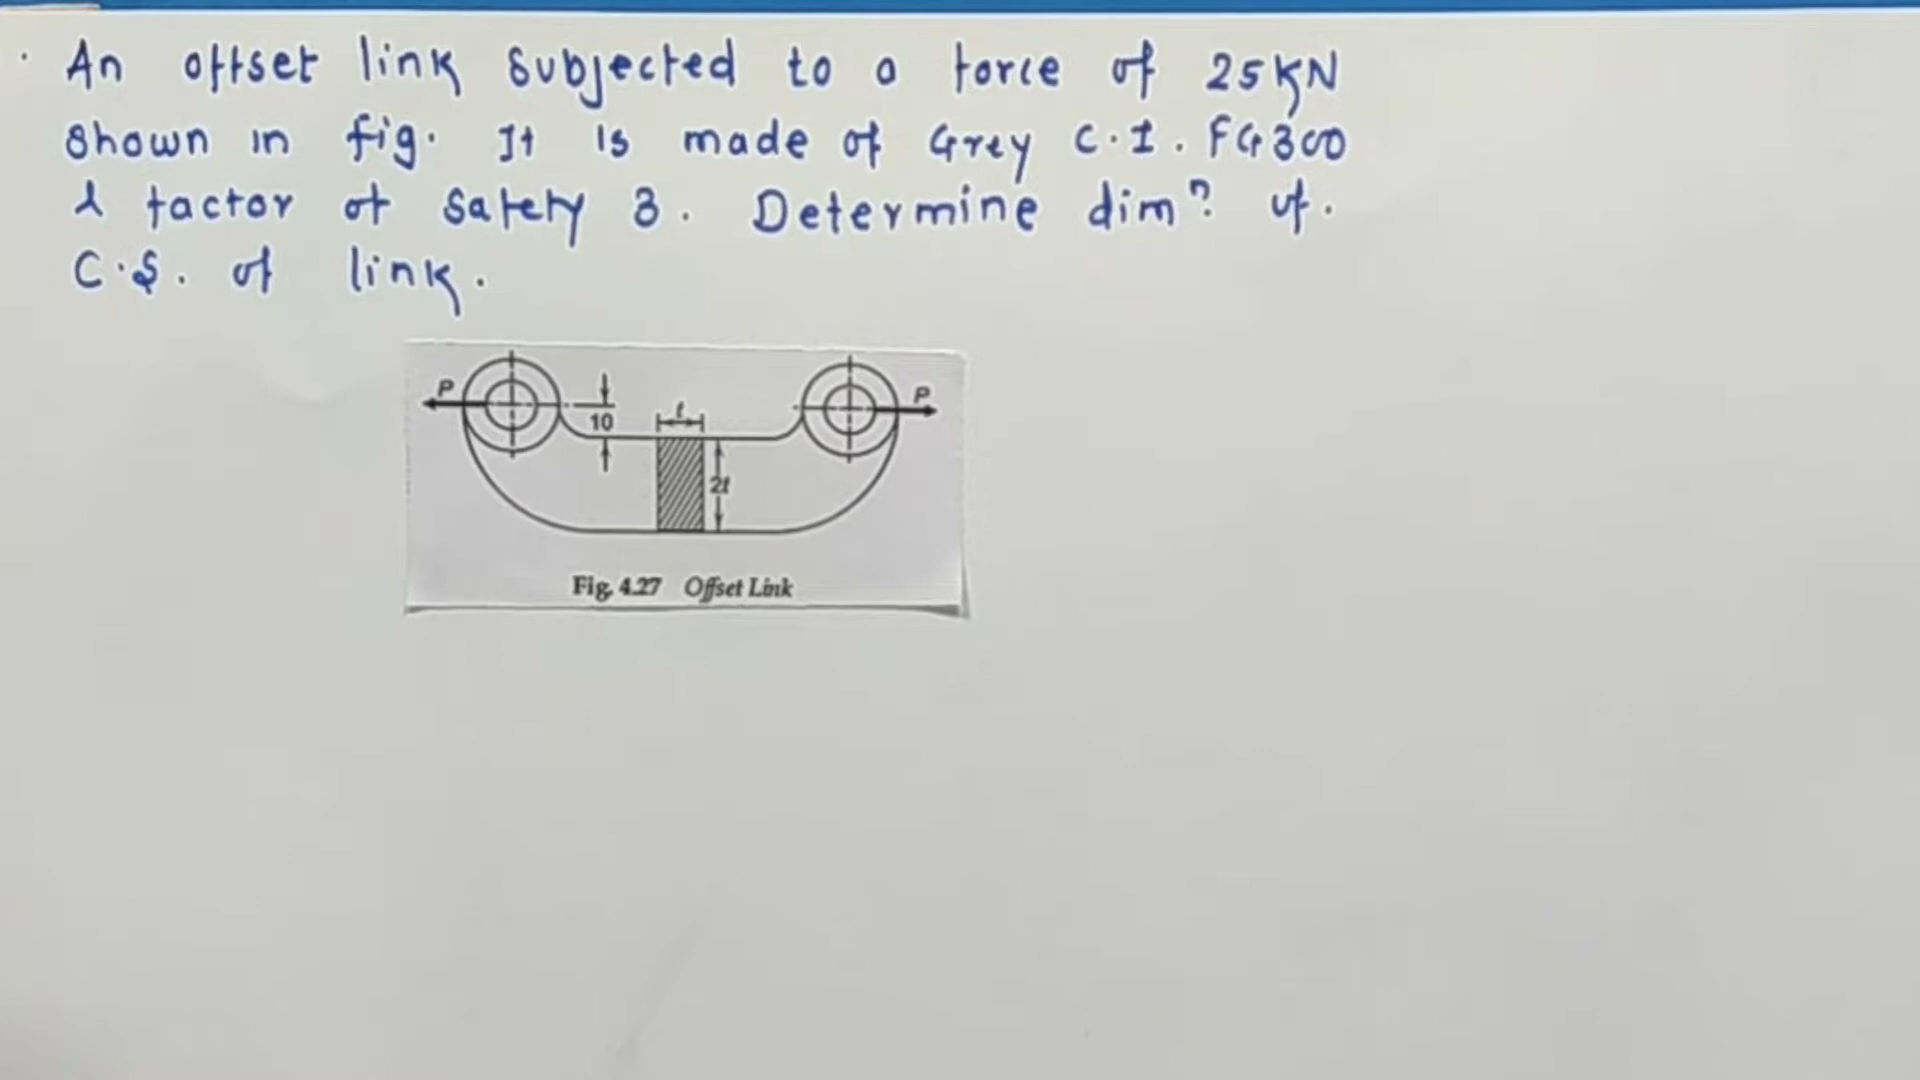 An offset link subjected to a force of 25KN
shown in fig. It is made of Grey C.I. FG300
& factor of safety 3. Determine dimn of.
C.S. of link.
P
10
t
2t
P
Fig. 4.27 Offset Link